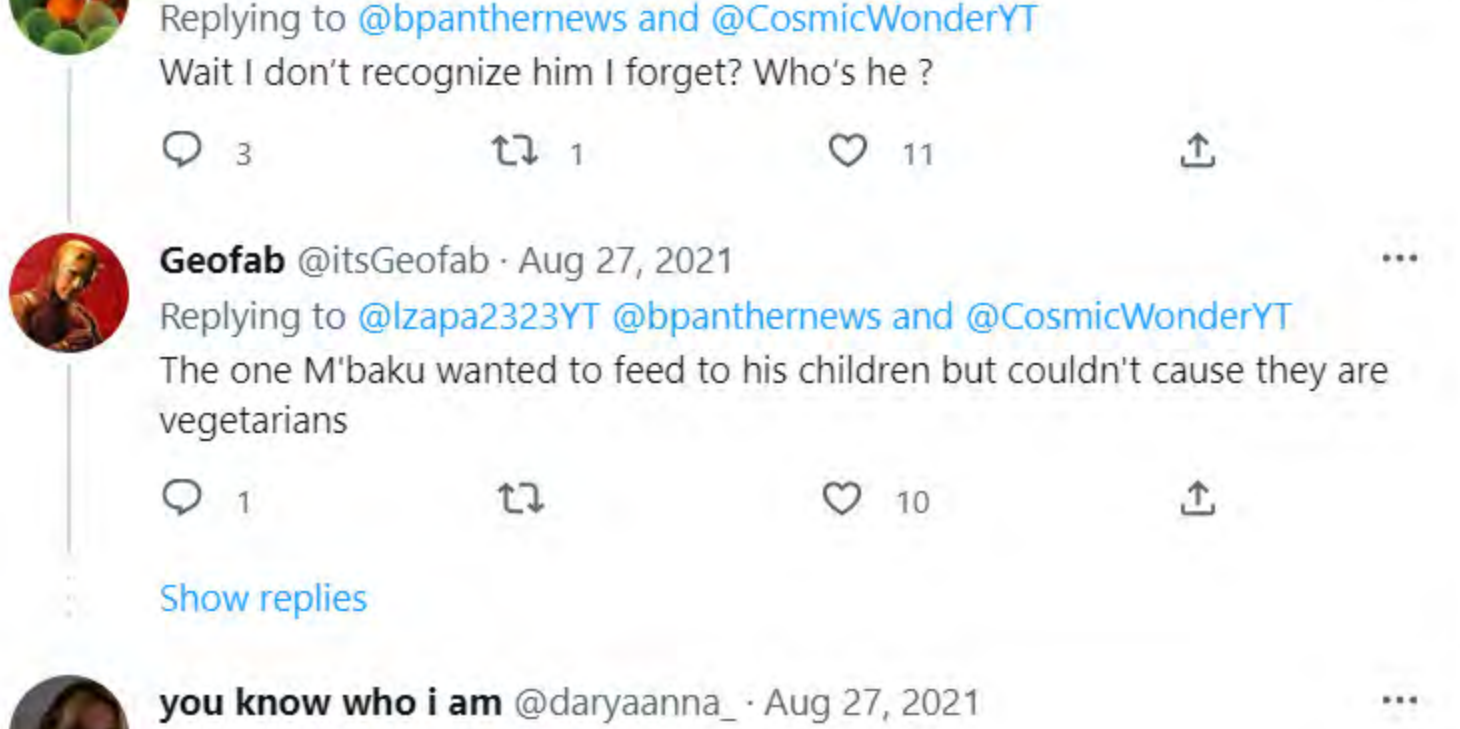 Replying to @bpanthernews and @CosmicWonderYT
Wait I don't recognize him I forget? Who's he ?
3 1 11
Geofab @itsGeofab · Aug 27, 2021
Replying to @lzapa2323YT @bpanthernews and @CosmicWonderYT
The one M'baku wanted to feed to his children but couldn't cause they are
vegetarians
1 10
Show replies
you know who i am @daryaanna_ · Aug 27, 2021